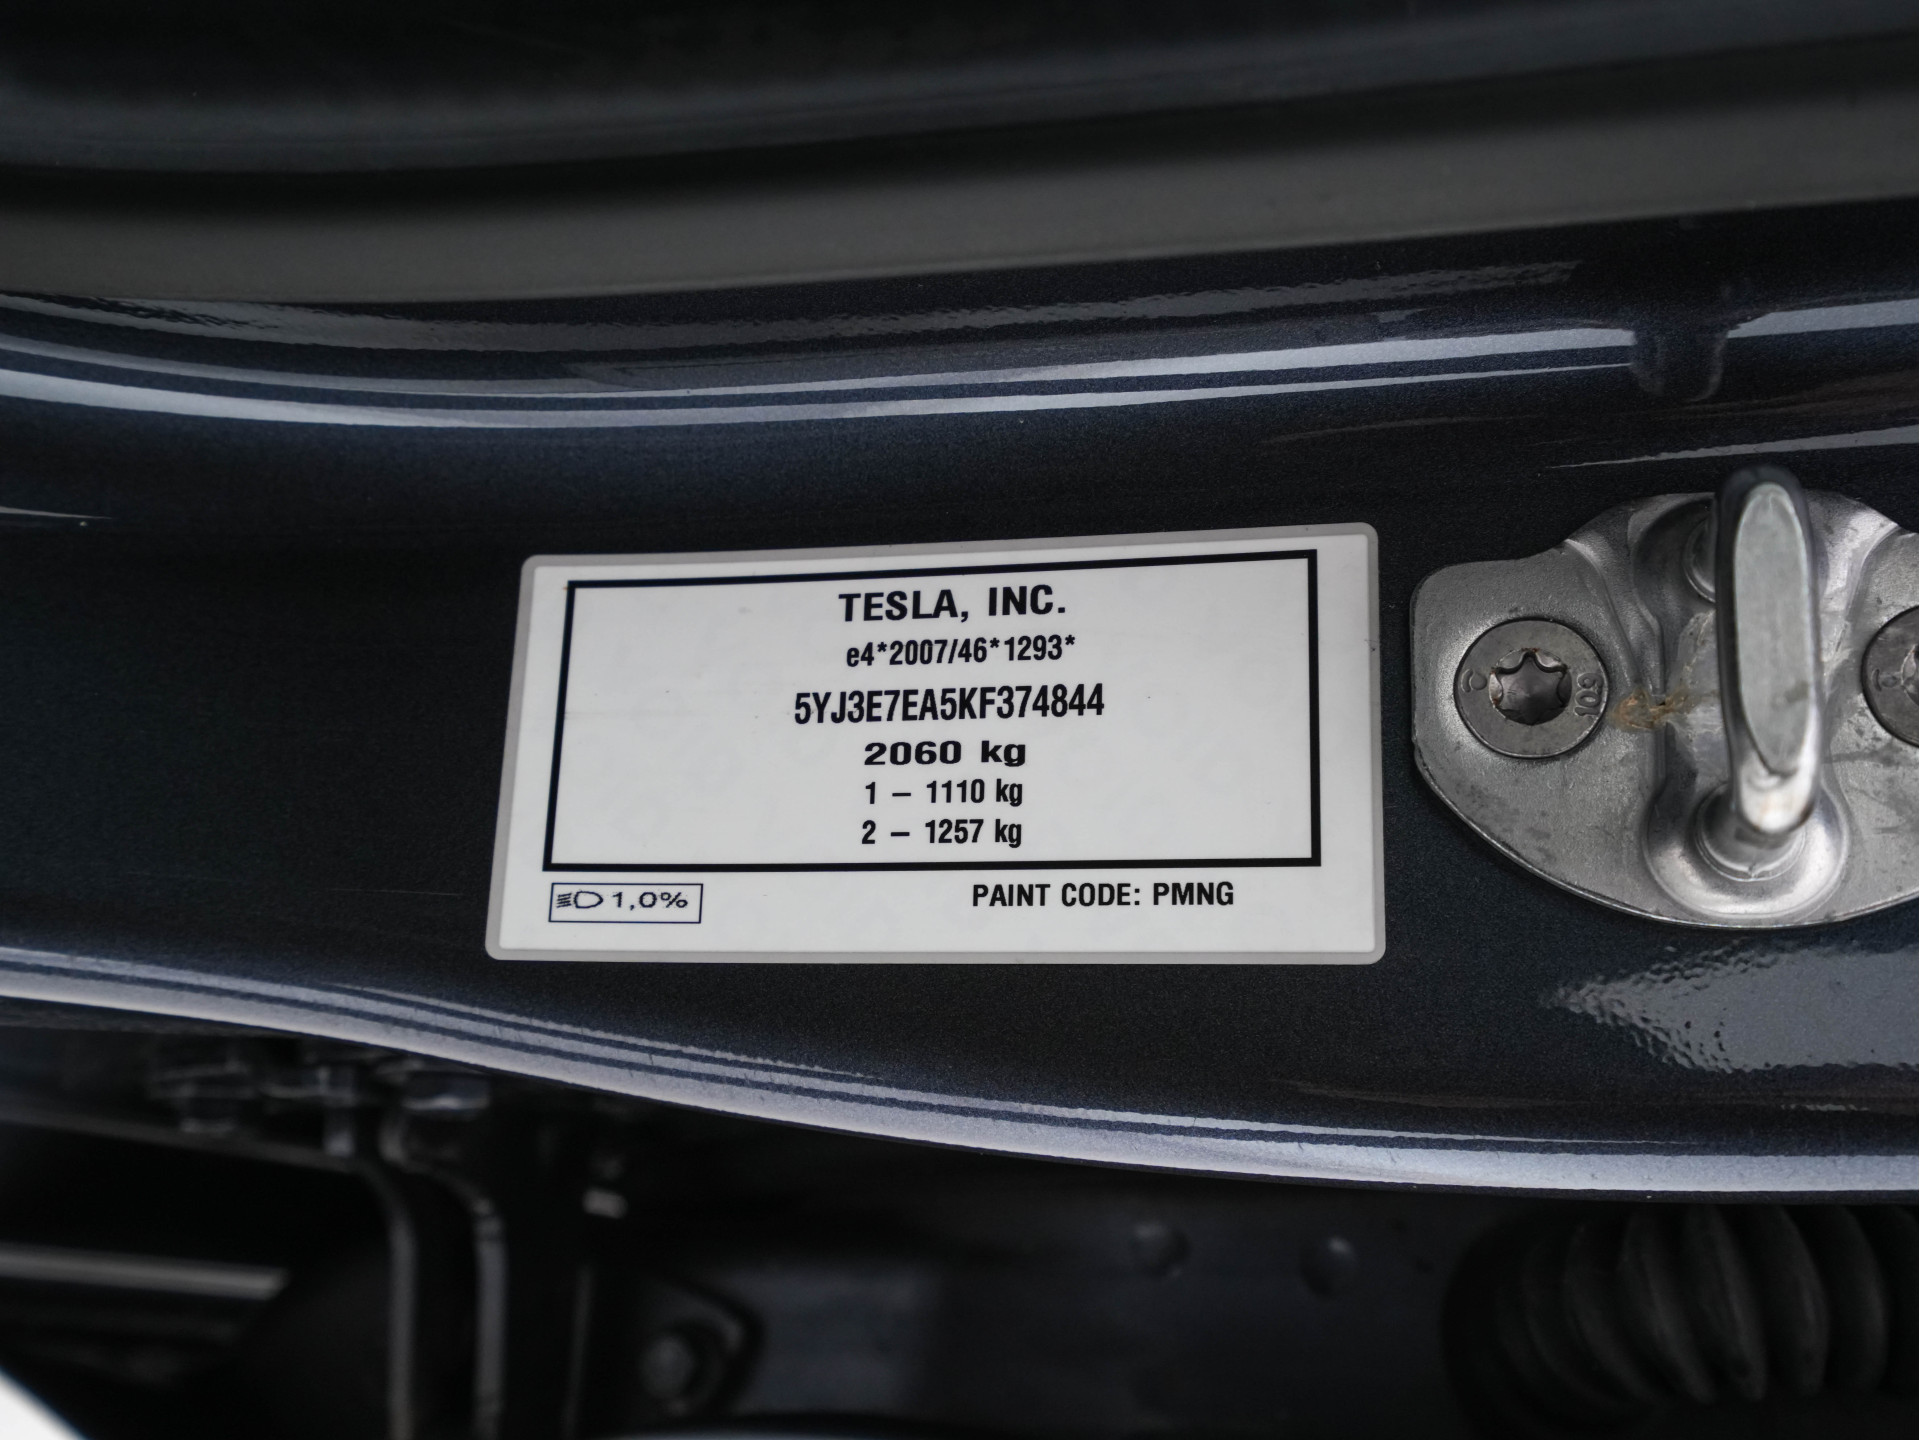 TESLA, INC.
e4*2007/46*1293*
5YJ3E7EA5KF374844
2060 kg
1 – 1110 kg
2 – 1257 kg
1,0%
PAINT CODE: PMNG
109